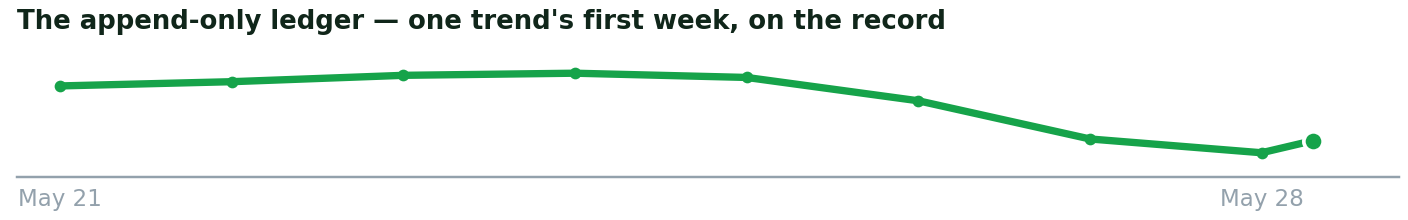 The append-only ledger — one trend's first week, on the record
May 21
May 28